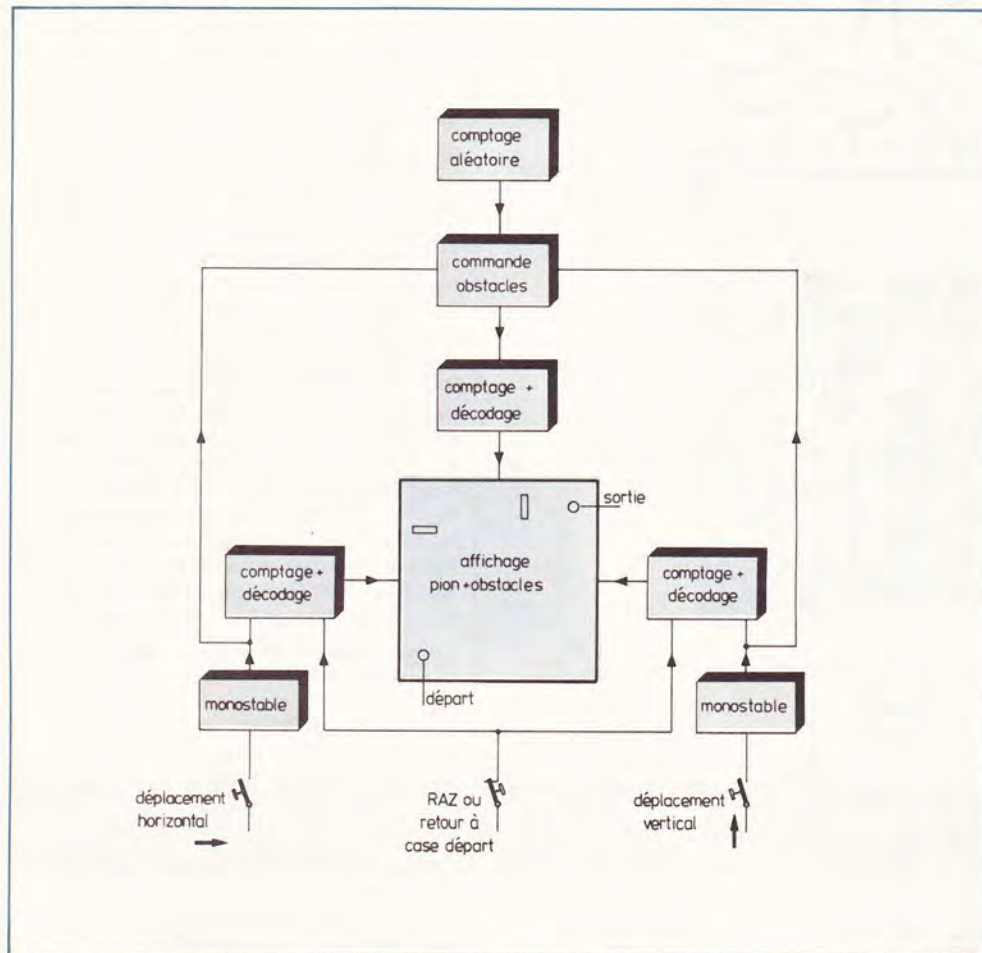 comptage
aléatoire
commande
obstacles
comptage +
décodage
sortie
affichage
pion+obstacles
comptage +
décodage
comptage +
décodage
départ
monostable
monostable
déplacement
horizontal
RAZ ou
retour à
case départ
déplacement
vertical